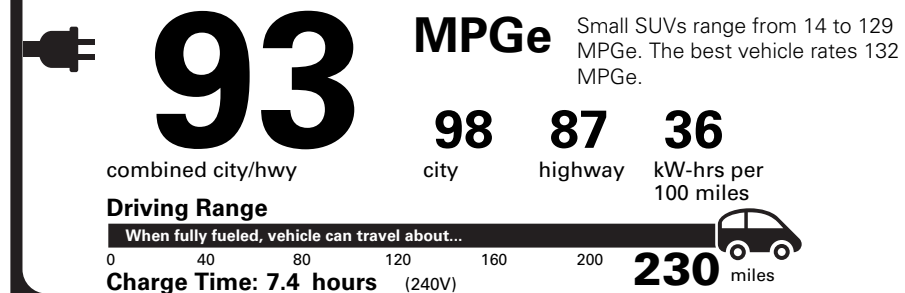 93
MPGe
Small SUVs range from 14 to 129
MPGe. The best vehicle rates 132
MPGe.
combined city/hwy
98
city
87
highway
36
kW-hrs per
100 miles
Driving Range
When fully fueled, vehicle can travel about...
0 40 80 120 160 200 230 miles
Charge Time: 7.4 hours (240V)